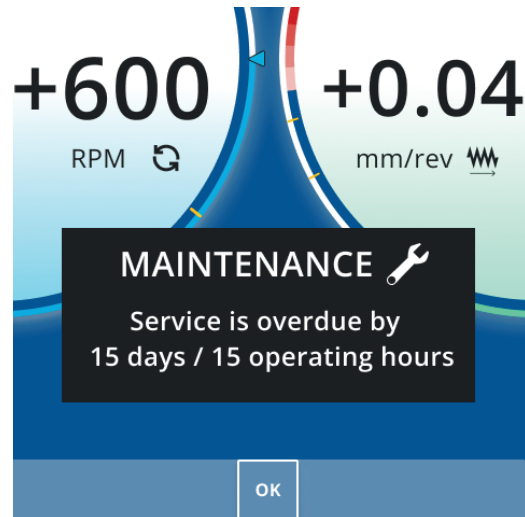 +600
+0.04
RPM
mm/rev
MAINTENANCE
Service is overdue by
15 days / 15 operating hours
OK